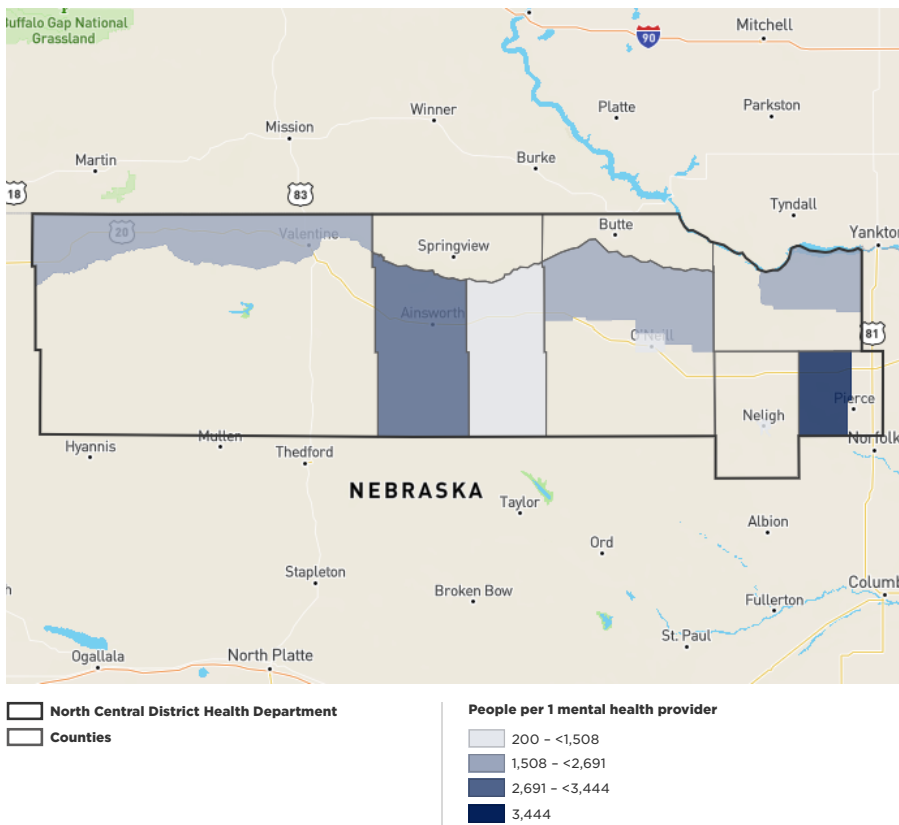 Buffalo Gap National
Grassland
90
Mitchell
Winner
Platte
Parkston
Mission
Martin
Burke
18
83
Tyndall
20
Valentine
Springview
Butte
Yankton
Ainsworth
O'Neill
81
Neligh
Pierce
Hyannis
Mullen
Thedford
Norfolk
NEBRASKA
Taylor
Albion
Ord
Stapleton
Broken Bow
Fullerton
Columb
St. Paul
Ogallala
North Platte
North Central District Health Department
Counties
People per 1 mental health provider
200 – <1,508
1,508 – <2,691
2,691 – <3,444
3,444